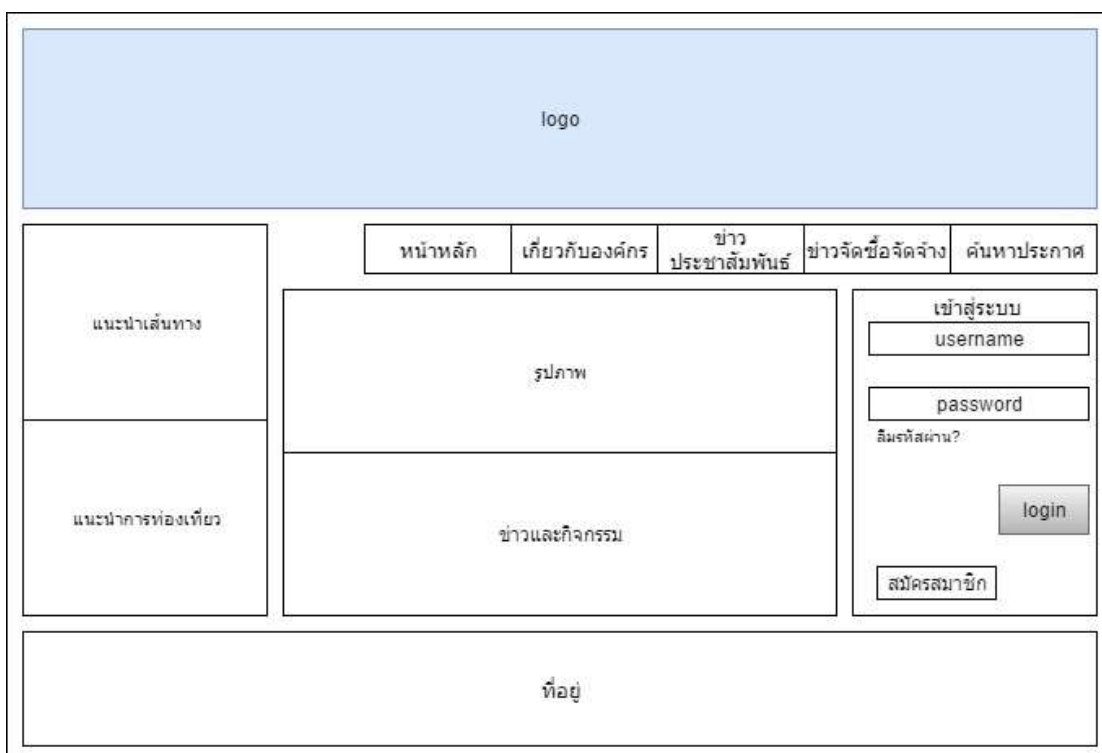 logo
หน้าหลัก
เกี่ยวกับองค์กร
ข่าว
ประชาสัมพันธ์
ข่าวจัดซื้อจัดจ้าง
ค้นหาประกาศ
แนะนำเส้นทาง
แนะนำการท่องเที่ยว
รูปภาพ
ข่าวและกิจกรรม
เข้าสู่ระบบ
username
password
ลืมรหัสผ่าน?
login
สมัครสมาชิก
ที่อยู่